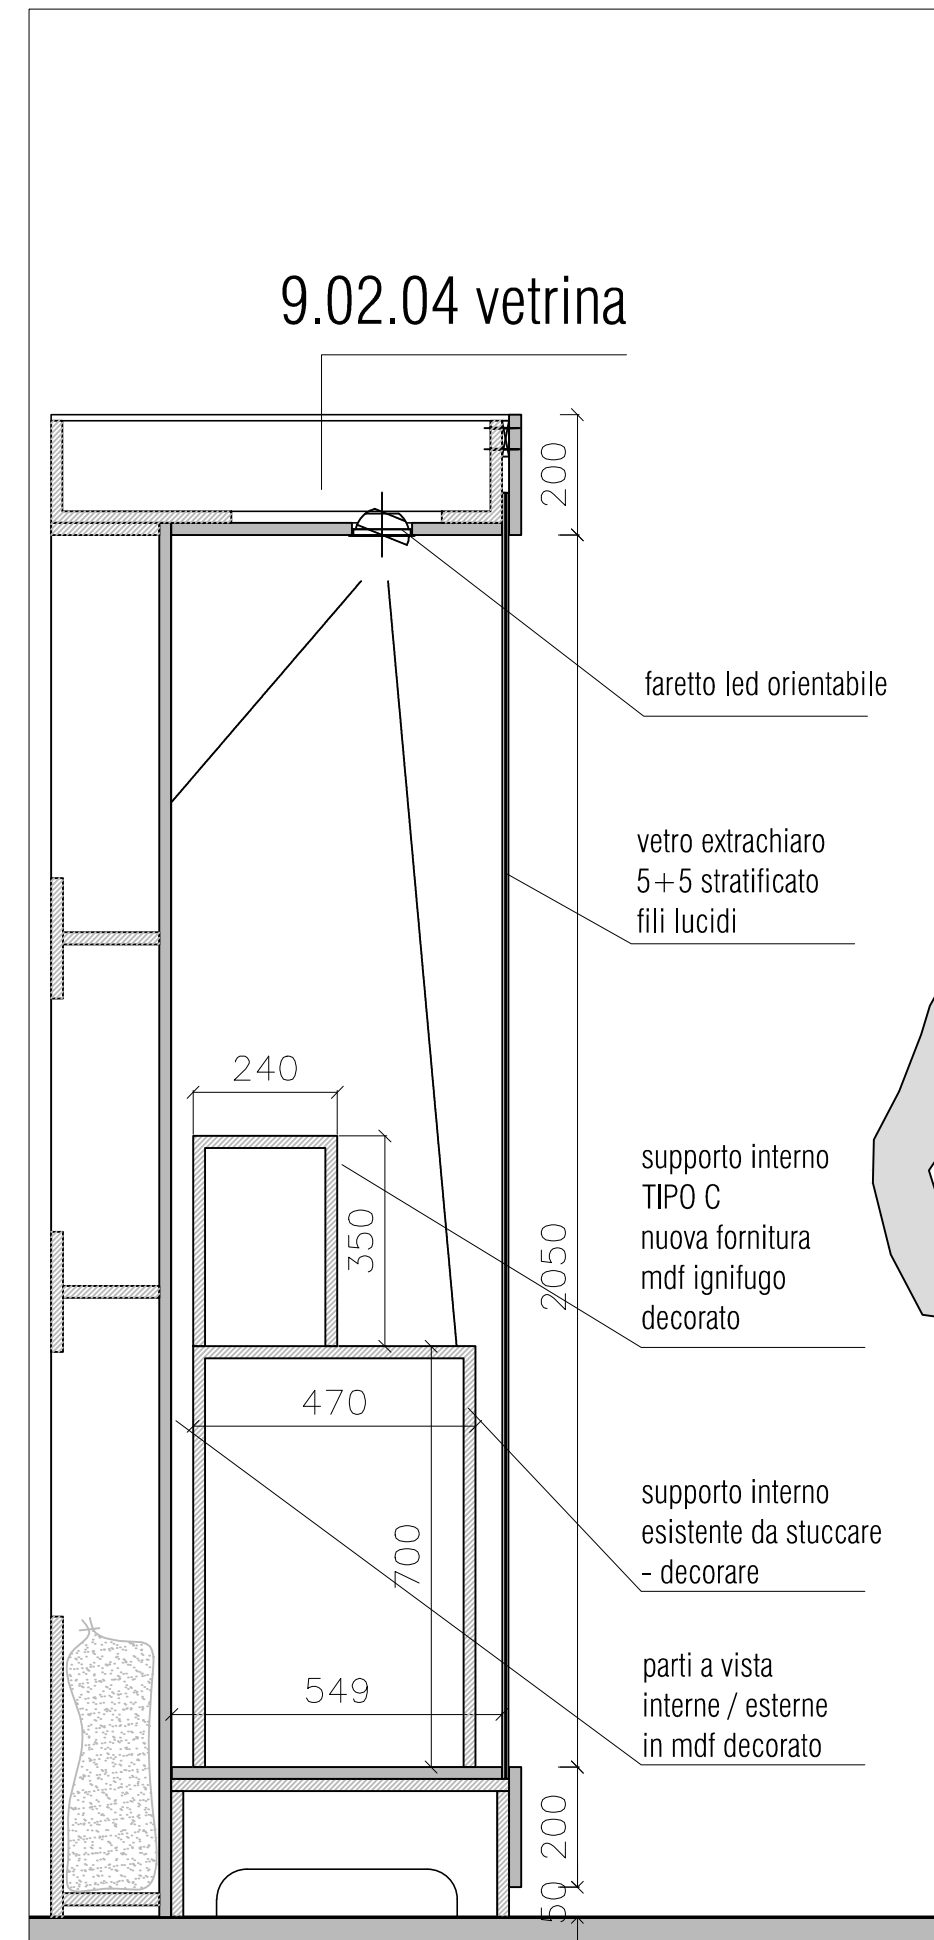 9.02.04 vetrina
200
faretto led orientabile
vetro extrachiaro
5+5 stratificato
fili lucidi
240
350
supporto interno
TIPO C
nuova fornitura
mdf ignifugo
decorato
2050
470
700
supporto interno
esistente da stuccare
- decorare
549
parti a vista
interne / esterne
in mdf decorato
200
50